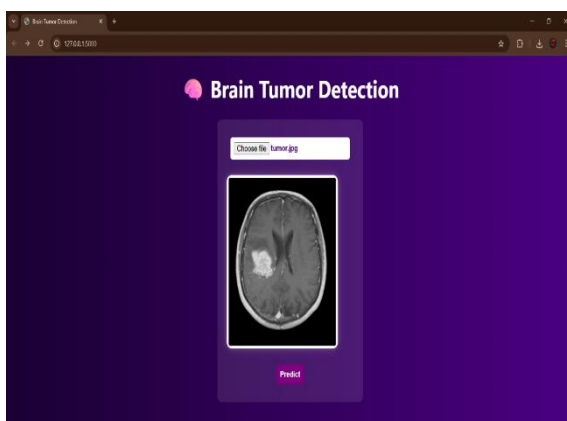 Brain Tumor Detection
127.0.0.1:5000
Brain Tumor Detection
Choose file tumor.jpg
Predict